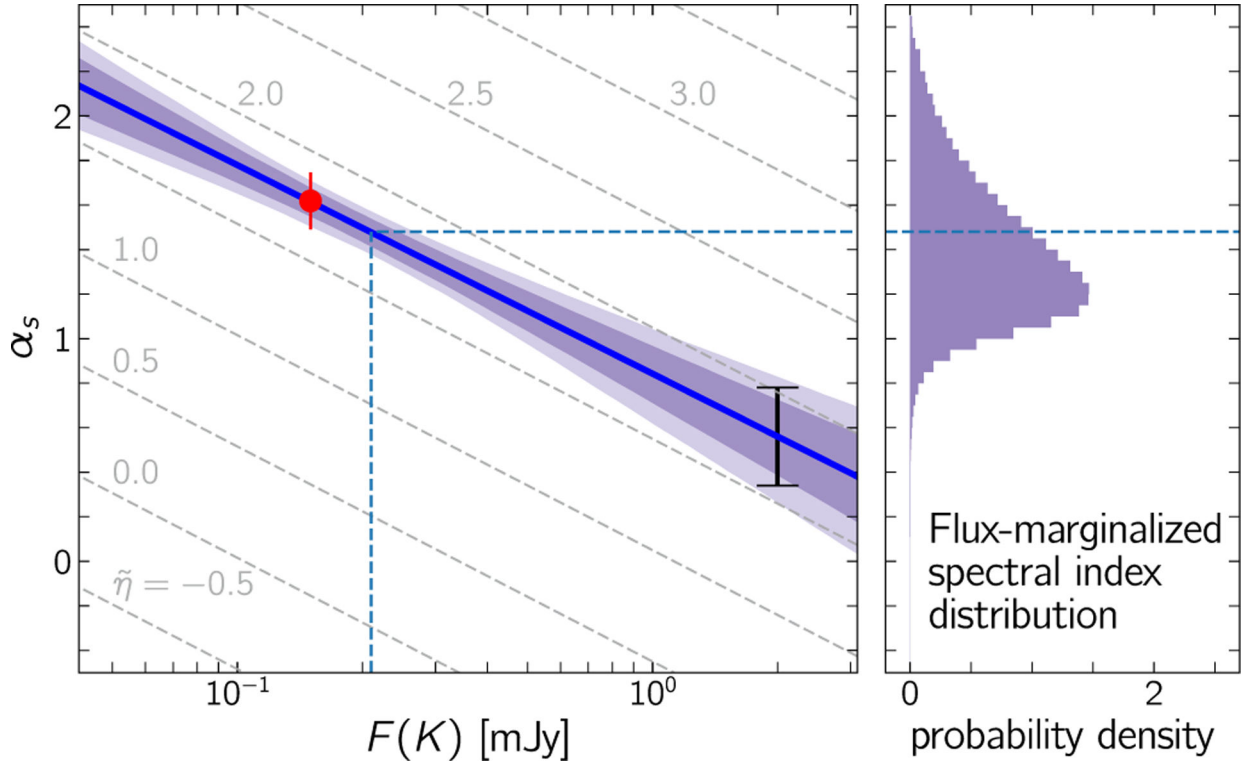 2.0
2.5
3.0
2
1.0
1
0.5
0.0
0
η̃ = −0.5
α_s
10⁻¹
10⁰
F(K) [mJy]
Flux-marginalized
spectral index
distribution
0
2
probability density